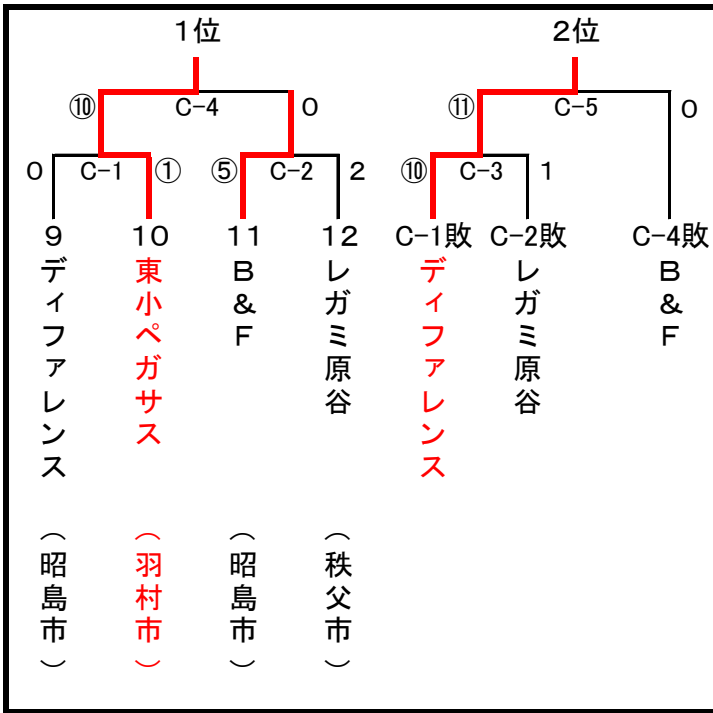 1位
2位
⑩
C-4
0
⑪
C-5
0
0
C-1
①
⑤
C-2
2
⑩
C-3
1
9
10
11
12
C-1敗
C-2敗
C-4敗
ディファレンス
東小ペガサス
B&F
レガミ原谷
ディファレンス
レガミ原谷
B&F
(昭島市)
(羽村市)
(昭島市)
(秩父市)